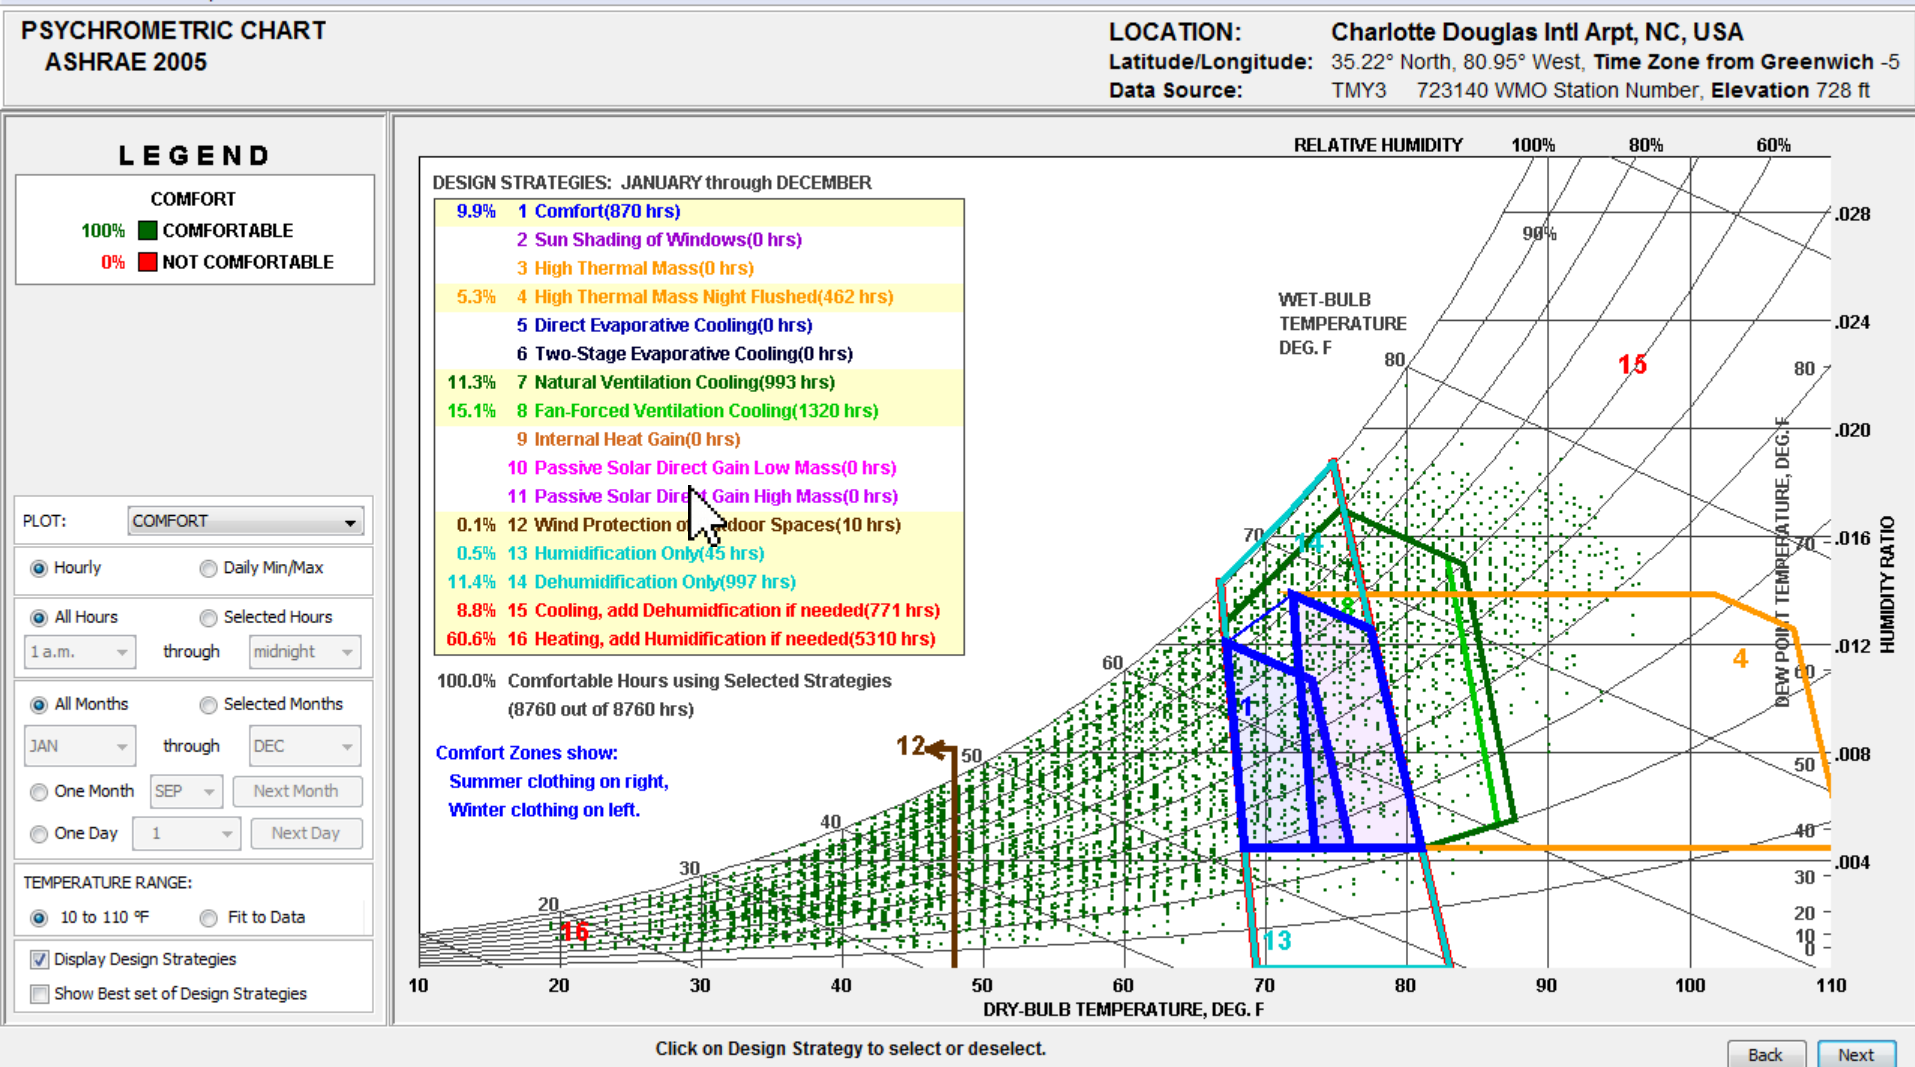 PSYCHROMETRIC CHART
ASHRAE 2005
LOCATION: Charlotte Douglas Intl Arpt, NC, USA
Latitude/Longitude: 35.22° North, 80.95° West, Time Zone from Greenwich -5
Data Source: TMY3 723140 WMO Station Number, Elevation 728 ft
LEGEND
COMFORT
100% COMFORTABLE
0% NOT COMFORTABLE
PLOT: COMFORT
Hourly Daily Min/Max
All Hours Selected Hours
1 a.m. through midnight
All Months Selected Months
JAN through DEC
One Month SEP Next Month
One Day 1 Next Day
TEMPERATURE RANGE:
10 to 110 °F Fit to Data
Display Design Strategies
Show Best set of Design Strategies
DESIGN STRATEGIES: JANUARY through DECEMBER
9.9% 1 Comfort(870 hrs)
2 Sun Shading of Windows(0 hrs)
3 High Thermal Mass(0 hrs)
5.3% 4 High Thermal Mass Night Flushed(462 hrs)
5 Direct Evaporative Cooling(0 hrs)
6 Two-Stage Evaporative Cooling(0 hrs)
11.3% 7 Natural Ventilation Cooling(993 hrs)
15.1% 8 Fan-Forced Ventilation Cooling(1320 hrs)
9 Internal Heat Gain(0 hrs)
10 Passive Solar Direct Gain Low Mass(0 hrs)
11 Passive Solar Direct Gain High Mass(0 hrs)
0.1% 12 Wind Protection of Spaces(10 hrs)
0.5% 13 Humidification Only(45 hrs)
11.4% 14 Dehumidification Only(997 hrs)
8.8% 15 Cooling, add Dehumidfication if needed(771 hrs)
60.6% 16 Heating, add Humidification if needed(5310 hrs)
100.0% Comfortable Hours using Selected Strategies
(8760 out of 8760 hrs)
Comfort Zones show:
Summer clothing on right,
Winter clothing on left.
RELATIVE HUMIDITY 100% 80% 60%
90%
WET-BULB
TEMPERATURE
DEG. F
20
30
40
50
60
70
80
1
4
8
12
13
14
15
16
DEW POINT TEMPERATURE, DEG. F
80
70
60
50
40
30
20
10
0
.028
.024
.020
.016
.012
.008
.004
HUMIDITY RATIO
10 20 30 40 50 60 70 80 90 100 110
DRY-BULB TEMPERATURE, DEG. F
Click on Design Strategy to select or deselect.
Back Next